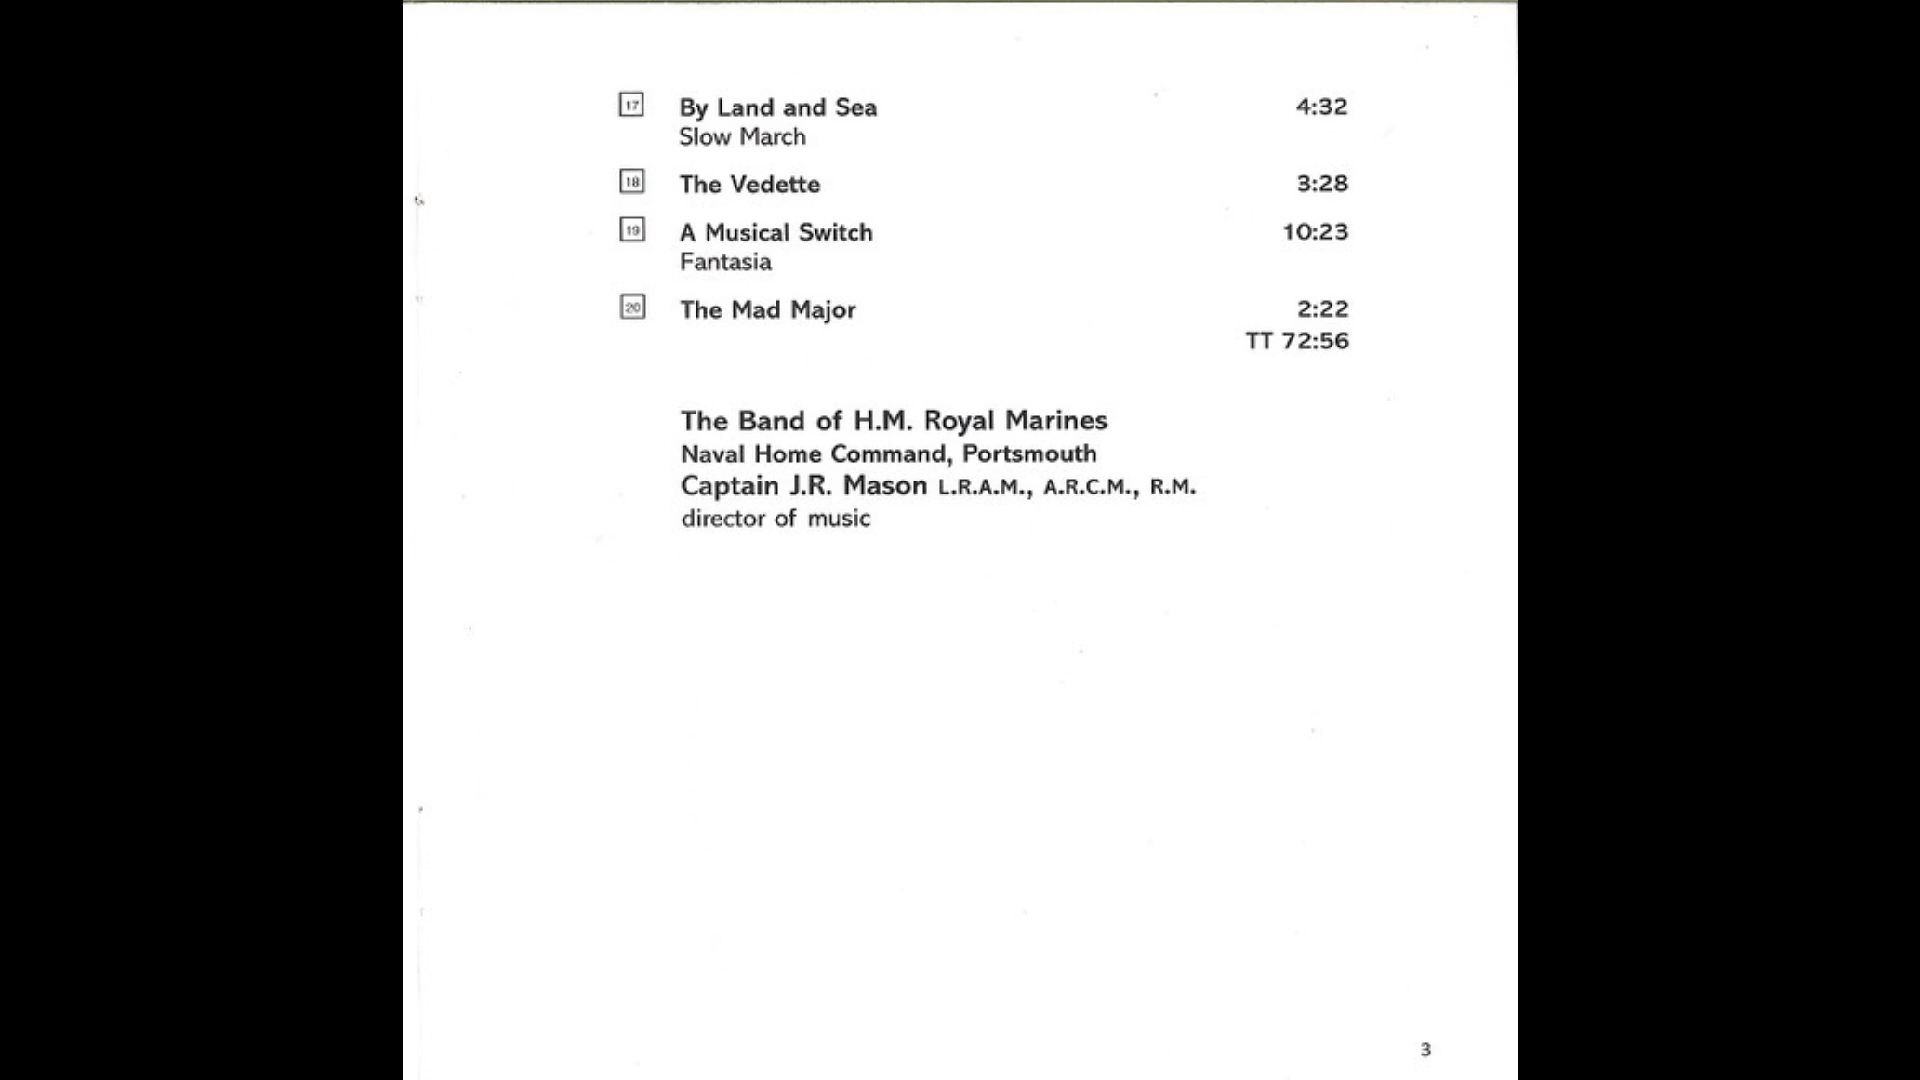 17 By Land and Sea 4:32
Slow March
18 The Vedette 3:28
19 A Musical Switch 10:23
Fantasia
20 The Mad Major 2:22
TT 72:56
The Band of H.M. Royal Marines
Naval Home Command, Portsmouth
Captain J.R. Mason L.R.A.M., A.R.C.M., R.M.
director of music
3